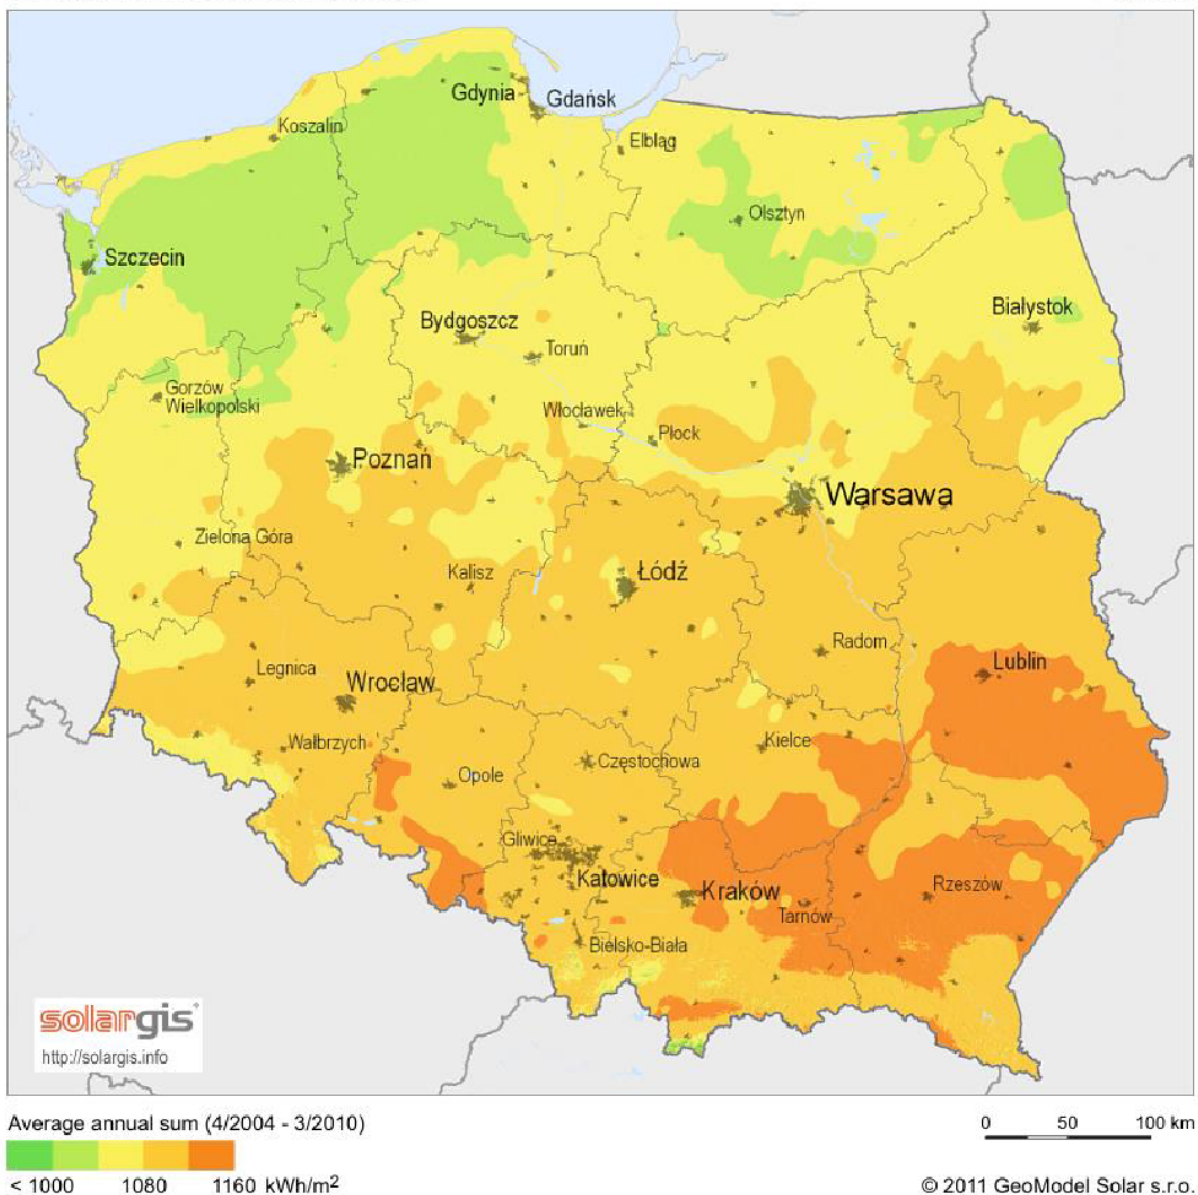 Gdynia
Gdańsk
Koszalin
Elbląg
Olsztyn
Szczecin
Białystok
Bydgoszcz
Toruń
Gorzów
Wielkopolski
Włocławek
Płock
Poznań
Warsawa
Zielona Góra
Kalisz
Łódź
Radom
Legnica
Lublin
Wrocław
Wałbrzych
Kielce
Opole
Częstochowa
Gliwice
Katowice
Kraków
Rzeszów
Tarnów
Bielsko-Biała
solargis
http://solargis.info
Average annual sum (4/2004 - 3/2010)
0 50 100 km
< 1000 1080 1160 kWh/m2
© 2011 GeoModel Solar s.r.o.